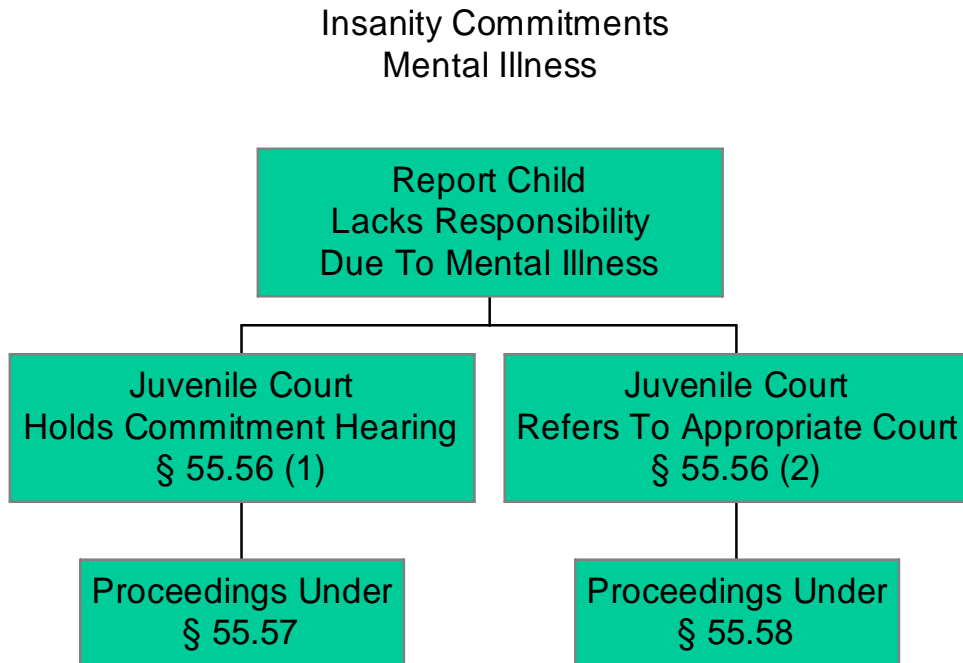 Insanity Commitments
Mental Illness
Report Child
Lacks Responsibility
Due To Mental Illness
Juvenile Court
Holds Commitment Hearing
§ 55.56 (1)
Juvenile Court
Refers To Appropriate Court
§ 55.56 (2)
Proceedings Under
§ 55.57
Proceedings Under
§ 55.58